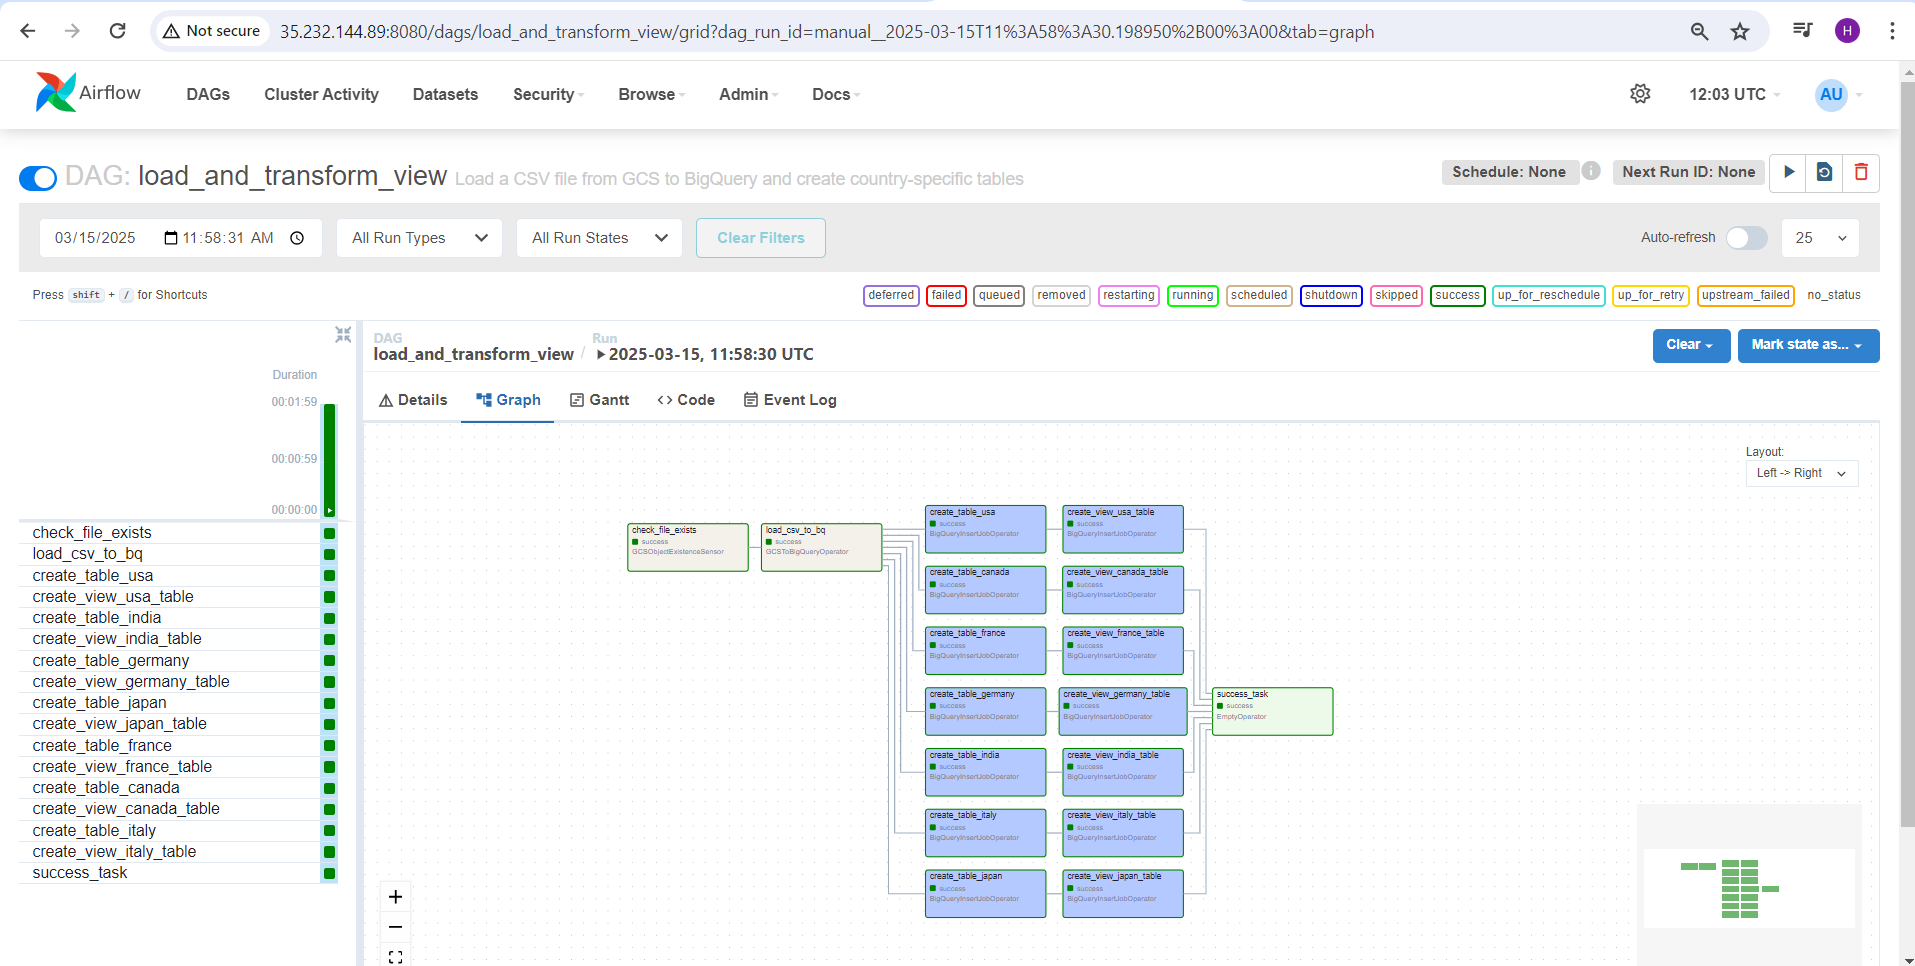 Not secure 35.232.144.89:8080/dags/load_and_transform_view/grid?dag_run_id=manual__2025-03-15T11%3A58%3A30.198950%2B00%3A00&tab=graph H
Airflow DAGs Cluster Activity Datasets Security Browse Admin Docs 12:03 UTC AU
DAG: load_and_transform_view Load a CSV file from GCS to BigQuery and create country-specific tables Schedule: None Next Run ID: None
03/15/2025 11:58:31 AM All Run Types All Run States Clear Filters Auto-refresh 25
Press shift + / for Shortcuts deferred failed queued removed restarting running scheduled shutdown skipped success up_for_reschedule up_for_retry upstream_failed no_status
DAG Run
load_and_transform_view / 2025-03-15, 11:58:30 UTC Clear Mark state as...
Details Graph Gantt Code Event Log
Duration
00:01:59
00:00:59
00:00:00
check_file_exists
load_csv_to_bq
create_table_usa
create_view_usa_table
create_table_india
create_view_india_table
create_table_germany
create_view_germany_table
create_table_japan
create_view_japan_table
create_table_france
create_view_france_table
create_table_canada
create_view_canada_table
create_table_italy
create_view_italy_table
success_task
Layout:
Left -> Right
check_file_exists
success
GCSObjectExistenceSensor
load_csv_to_bq
success
GCSToBigQueryOperator
create_table_usa
success
BigQueryInsertJobOperator
create_view_usa_table
success
BigQueryInsertJobOperator
create_table_canada
success
BigQueryInsertJobOperator
create_view_canada_table
success
BigQueryInsertJobOperator
create_table_france
success
BigQueryInsertJobOperator
create_view_france_table
success
BigQueryInsertJobOperator
create_table_germany
success
BigQueryInsertJobOperator
create_view_germany_table
success
BigQueryInsertJobOperator
success_task
success
EmptyOperator
create_table_india
success
BigQueryInsertJobOperator
create_view_india_table
success
BigQueryInsertJobOperator
create_table_italy
success
BigQueryInsertJobOperator
create_view_italy_table
success
BigQueryInsertJobOperator
create_table_japan
success
BigQueryInsertJobOperator
create_view_japan_table
success
BigQueryInsertJobOperator